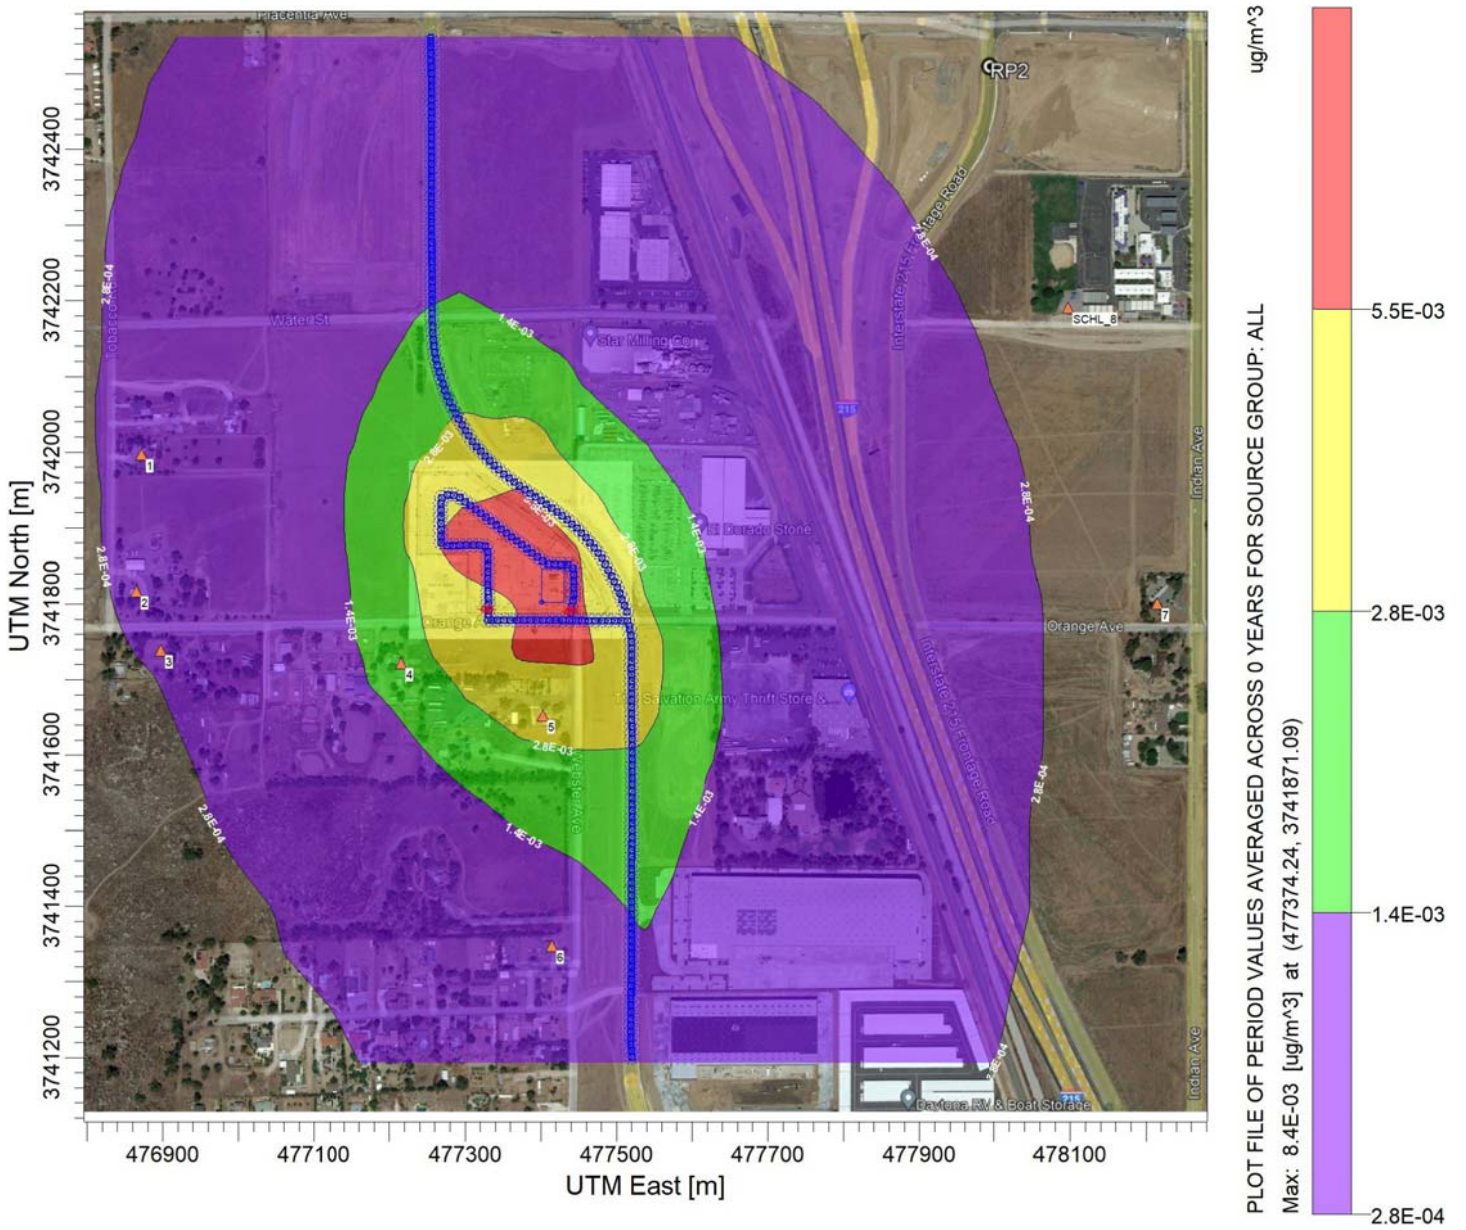 Placentia Ave
RP2
2.8E-04
Interstate 215 Frontage Road
2.8E-04
Water St
1.4E-03
SCHL_8
Star Milling CO
215
1
2.8E-03
Indian Ave
2.8E-04
El Dorado Stone
1.4E-03
2.8E-04
2
1.4E-03
7
Orange Ave
Orange Ave
3
4
Interstate 215 Frontage Road
Salvation Army Thrift Store &
5
2.8E-03
Webster Ave
2.8E-04
2.8E-04
1.4E-03
1.4E-03
6
Indian Ave
2.8E-04
215
Daytona RV & Boat Storage
UTM North [m]
3742400
3742200
3742000
3741800
3741600
3741400
3741200
476900 477100 477300 477500 477700 477900 478100
UTM East [m]
PLOT FILE OF PERIOD VALUES AVERAGED ACROSS 0 YEARS FOR SOURCE GROUP: ALL
ug/m^3
Max: 8.4E-03 [ug/m^3] at (477374.24, 3741871.09)
5.5E-03
2.8E-03
1.4E-03
2.8E-04